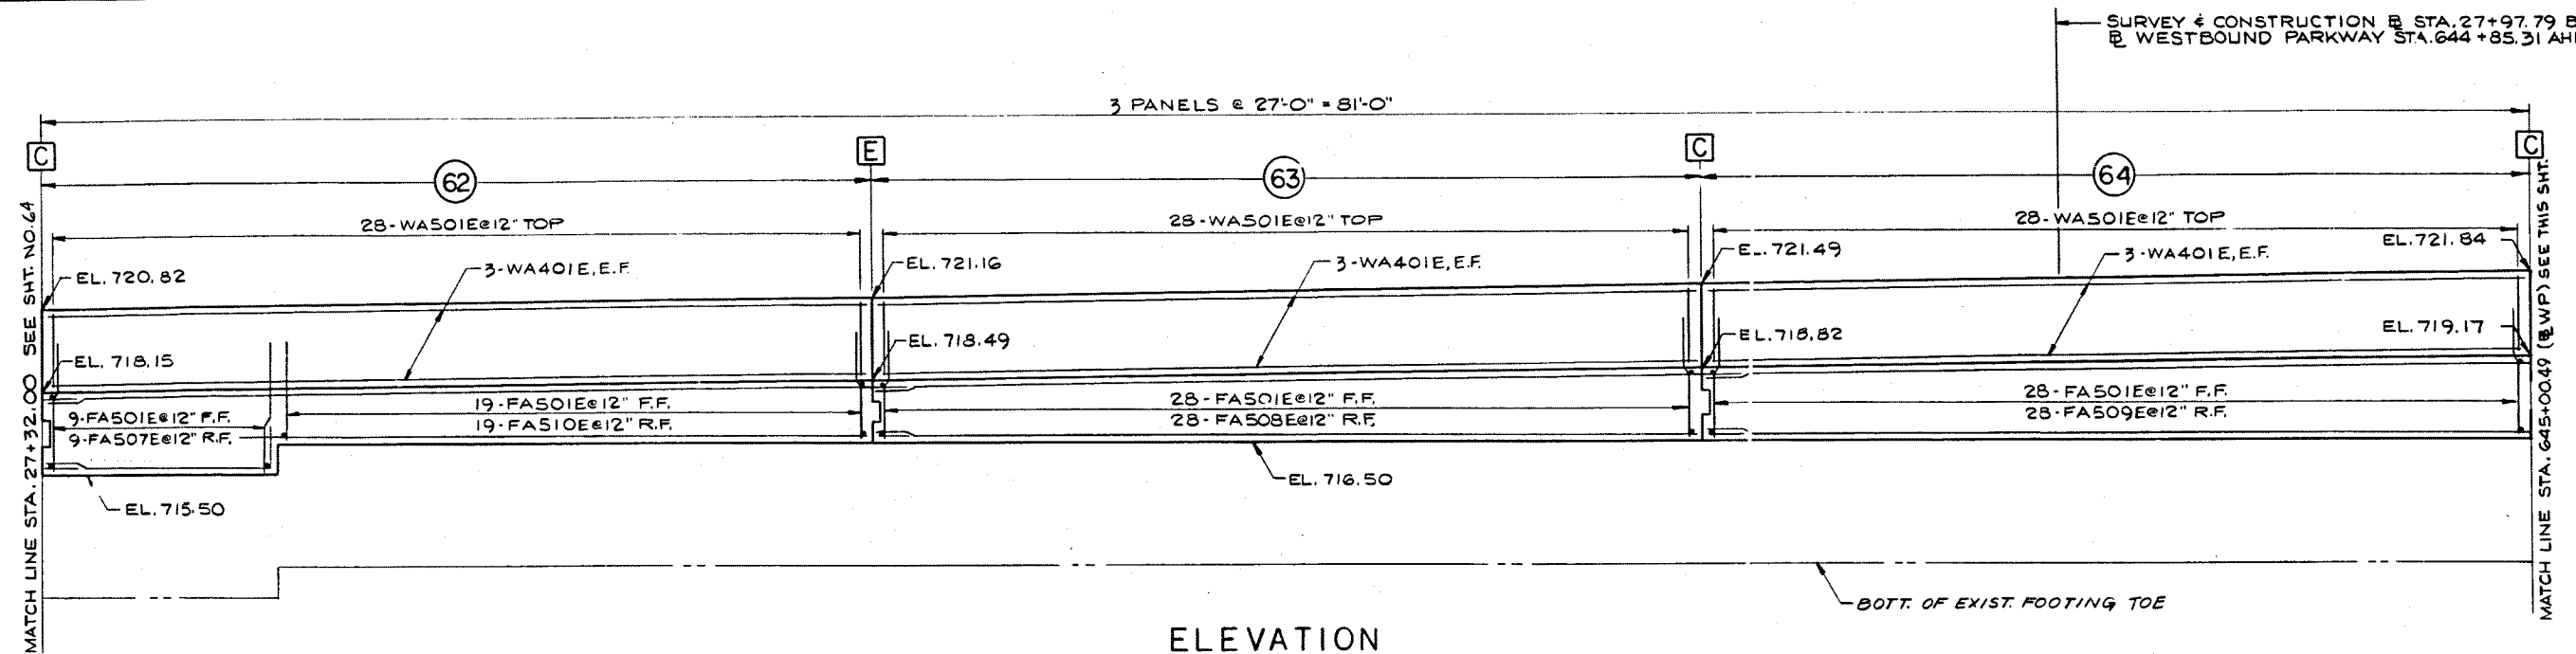 SURVEY & CONSTRUCTION ℄ STA. 27+97.79 B
℄ WESTBOUND PARKWAY STA. 644+85.31 AH
3 PANELS @ 27'-0" = 81'-0"
C
E
C
C
62
63
64
28-WA501E@12" TOP
28-WA501E@12" TOP
28-WA501E@12" TOP
EL. 720.82
3-WA401E, E.F.
EL. 721.16
3-WA401E, E.F.
EL. 721.49
3-WA401E, E.F.
EL. 721.84
EL. 718.15
EL. 718.49
EL. 718.82
EL. 719.17
9-FA501E@12" F.F.
9-FA507E@12" R.F.
19-FA501E@12" F.F.
19-FA510E@12" R.F.
28-FA501E@12" F.F.
28-FA508E@12" R.F.
28-FA501E@12" F.F.
28-FA509E@12" R.F.
EL. 715.50
EL. 716.50
BOTT. OF EXIST. FOOTING TOE
MATCH LINE STA. 27+32.00 SEE SHT. NO. 64
MATCH LINE STA. 645+00.49 (℄ WP) SEE THIS SHT.
ELEVATION